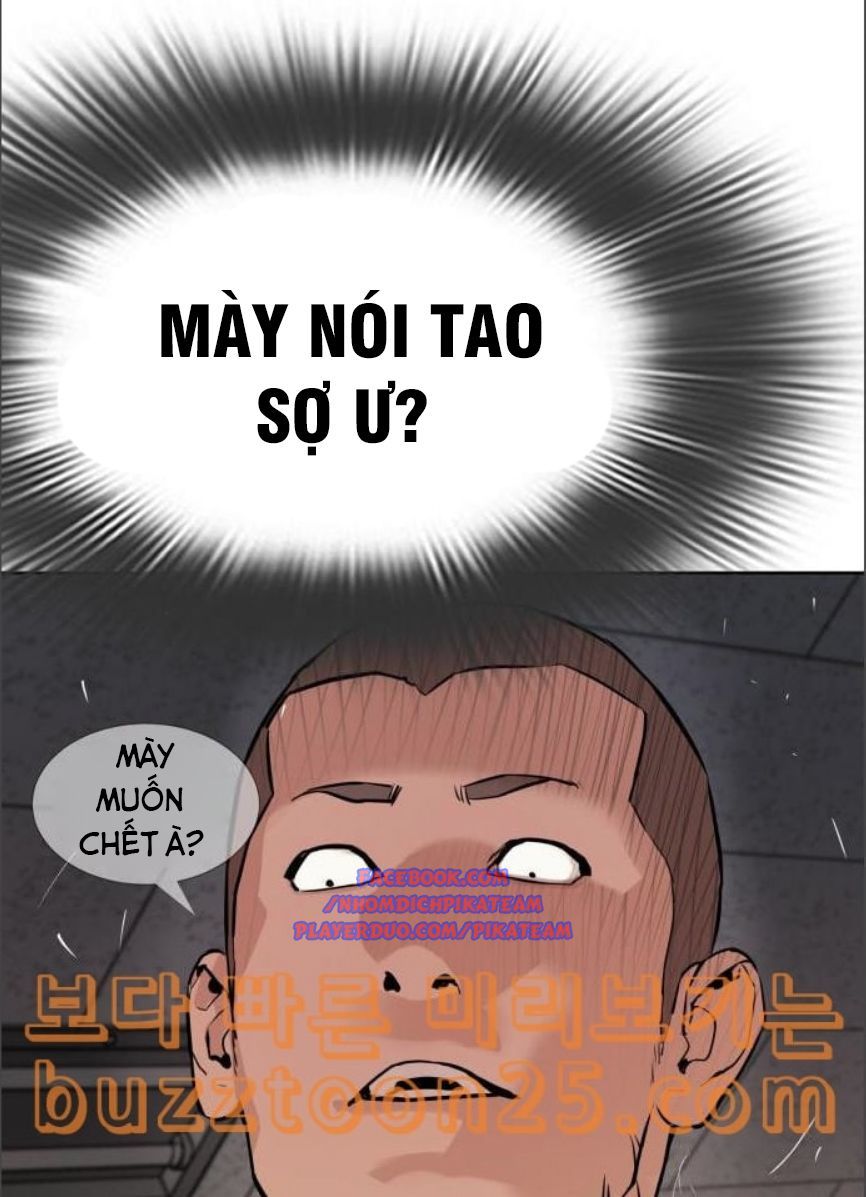 MÀY NÓI TAO
SỢ Ư?
MÀY
MUỐN
CHẾT À?
FACEBOOK.COM
/NHOMDICHPIKATEAM
PLAYERDUO.COM/PIKATEAM
보다 빠른 미리보기는
buzztoon25.com